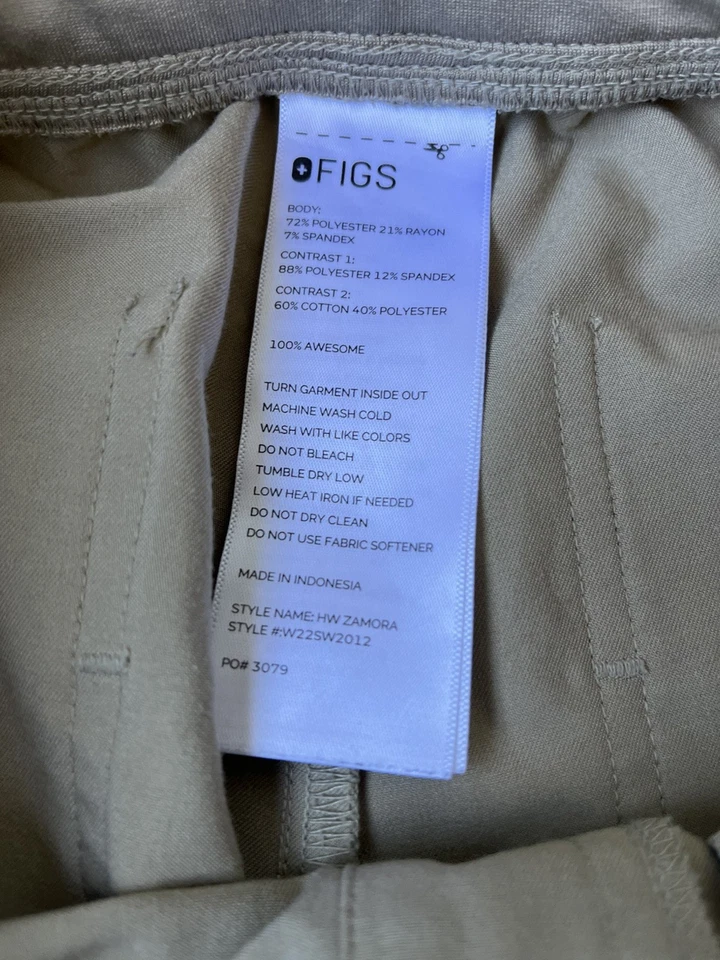 FIGS
BODY:
72% POLYESTER 21% RAYON
7% SPANDEX
CONTRAST 1:
88% POLYESTER 12% SPANDEX
CONTRAST 2:
60% COTTON 40% POLYESTER
100% AWESOME
TURN GARMENT INSIDE OUT
MACHINE WASH COLD
WASH WITH LIKE COLORS
DO NOT BLEACH
TUMBLE DRY LOW
LOW HEAT IRON IF NEEDED
DO NOT DRY CLEAN
DO NOT USE FABRIC SOFTENER
MADE IN INDONESIA
STYLE NAME: HW ZAMORA
STYLE #:W22SW2012
PO# 3079